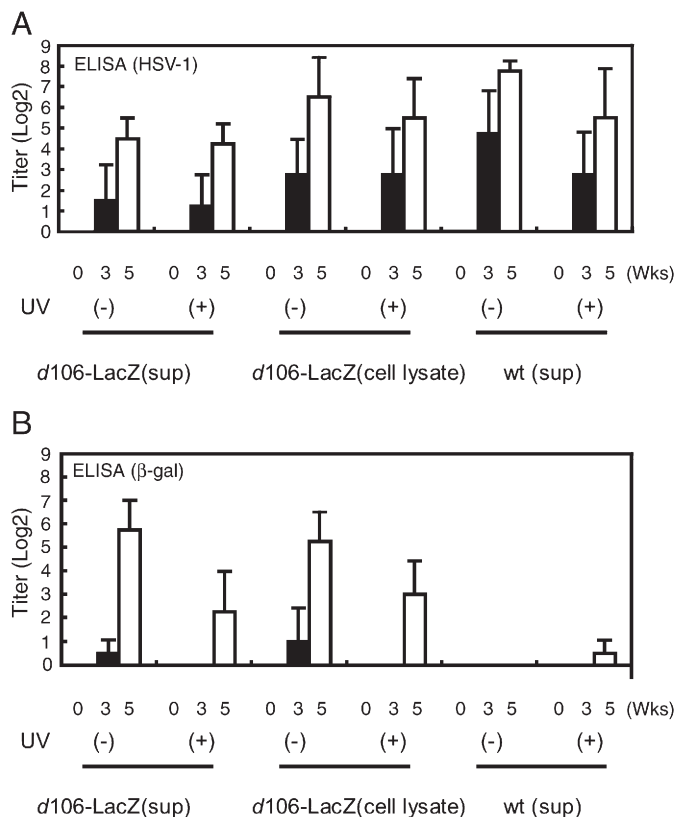 A
ELISA (HSV-1)
Titer (Log2)
9
8
7
6
5
4
3
2
1
0
0 3 5 0 3 5 0 3 5 0 3 5 0 3 5 0 3 5 (Wks)
UV (-) (+) (-) (+) (-) (+)
d106-LacZ(sup) d106-LacZ(cell lysate) wt (sup)
B
ELISA (β-gal)
Titer (Log2)
9
8
7
6
5
4
3
2
1
0
0 3 5 0 3 5 0 3 5 0 3 5 0 3 5 0 3 5 (Wks)
UV (-) (+) (-) (+) (-) (+)
d106-LacZ(sup) d106-LacZ(cell lysate) wt (sup)